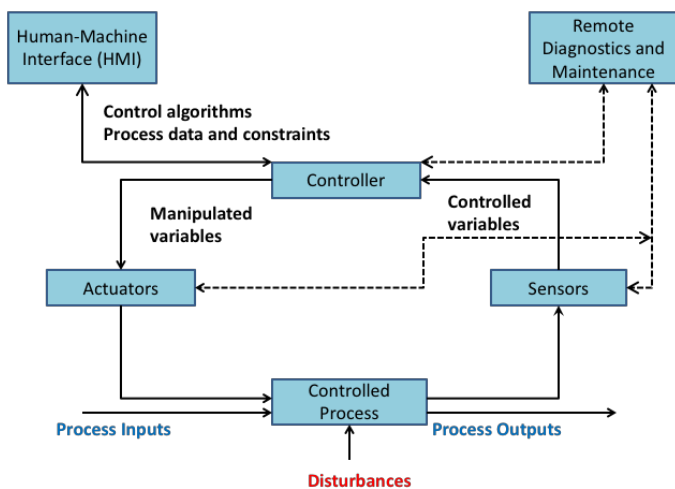 Human-Machine
Interface (HMI)
Remote
Diagnostics and
Maintenance
Control algorithms
Process data and constraints
Controller
Manipulated
variables
Controlled
variables
Actuators
Sensors
Controlled
Process
Process Inputs
Process Outputs
Disturbances